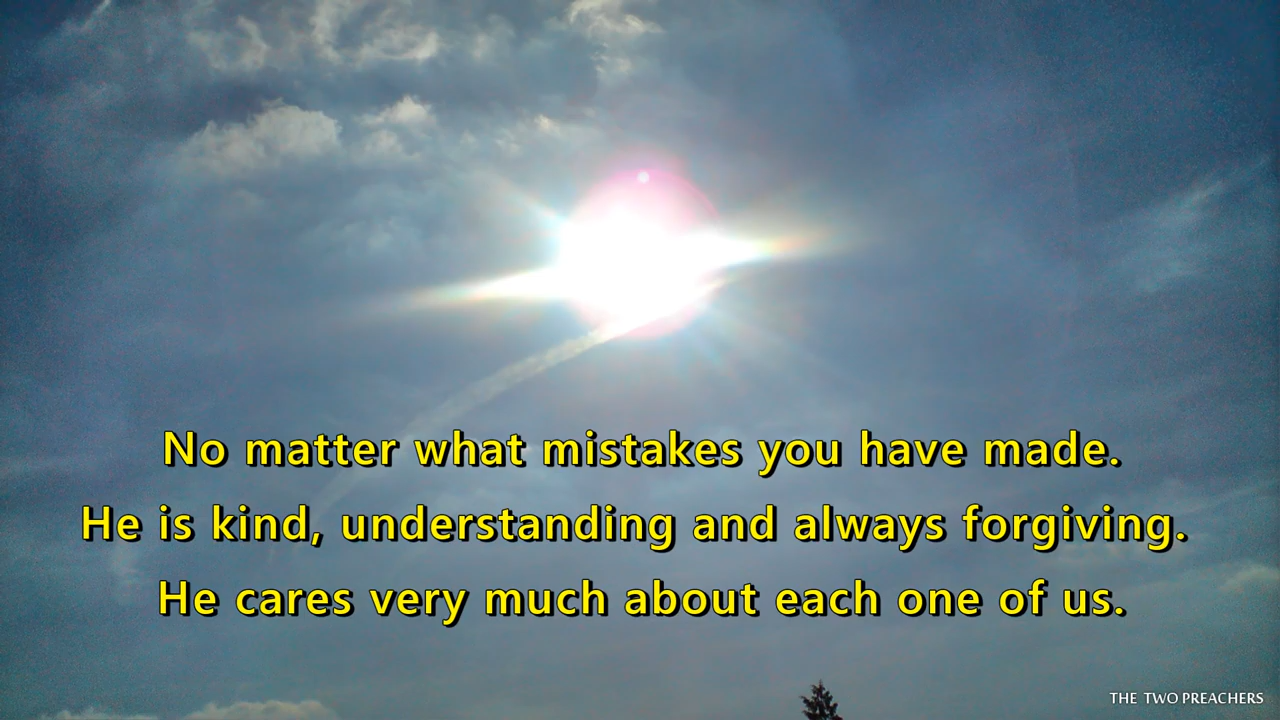 No matter what mistakes you have made.
He is kind, understanding and always forgiving.
He cares very much about each one of us.
THE TWO PREACHERS